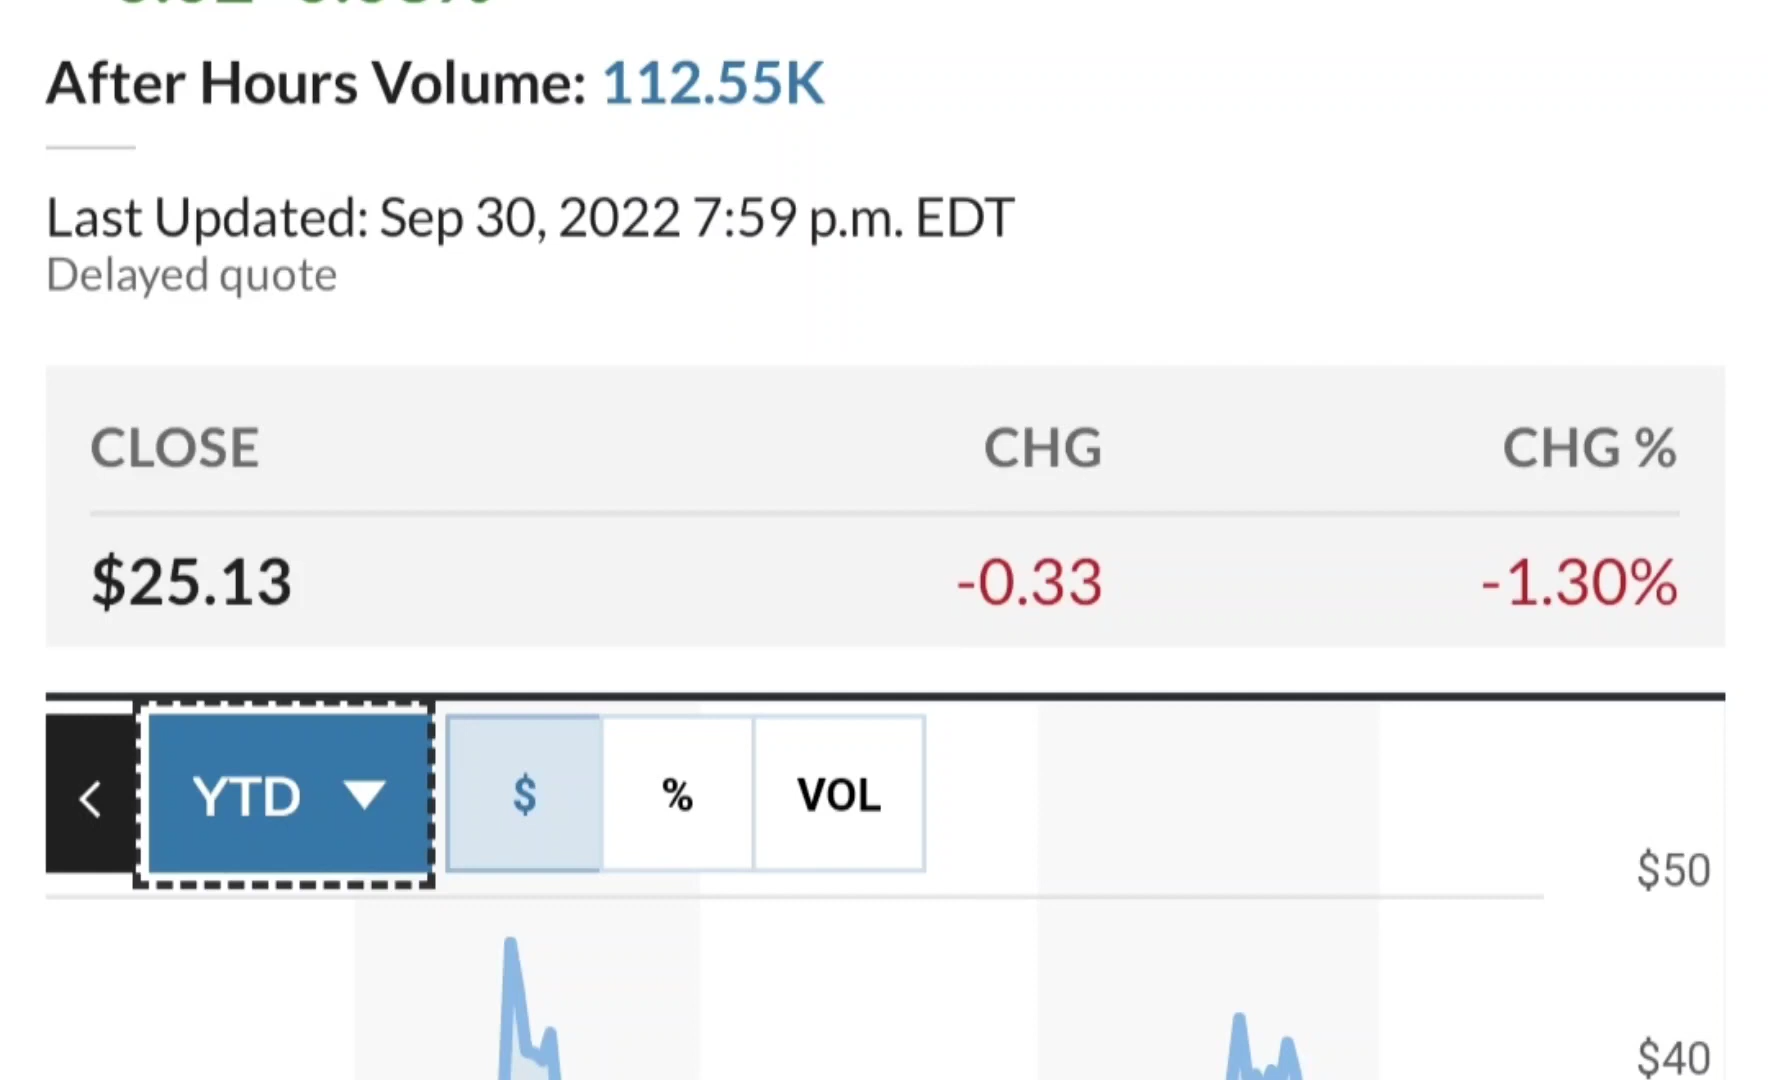 After Hours Volume: 112.55K
Last Updated: Sep 30, 2022 7:59 p.m. EDT
Delayed quote
CLOSE CHG CHG %
$25.13 -0.33 -1.30%
< YTD ▼ $ % VOL
$50
$40